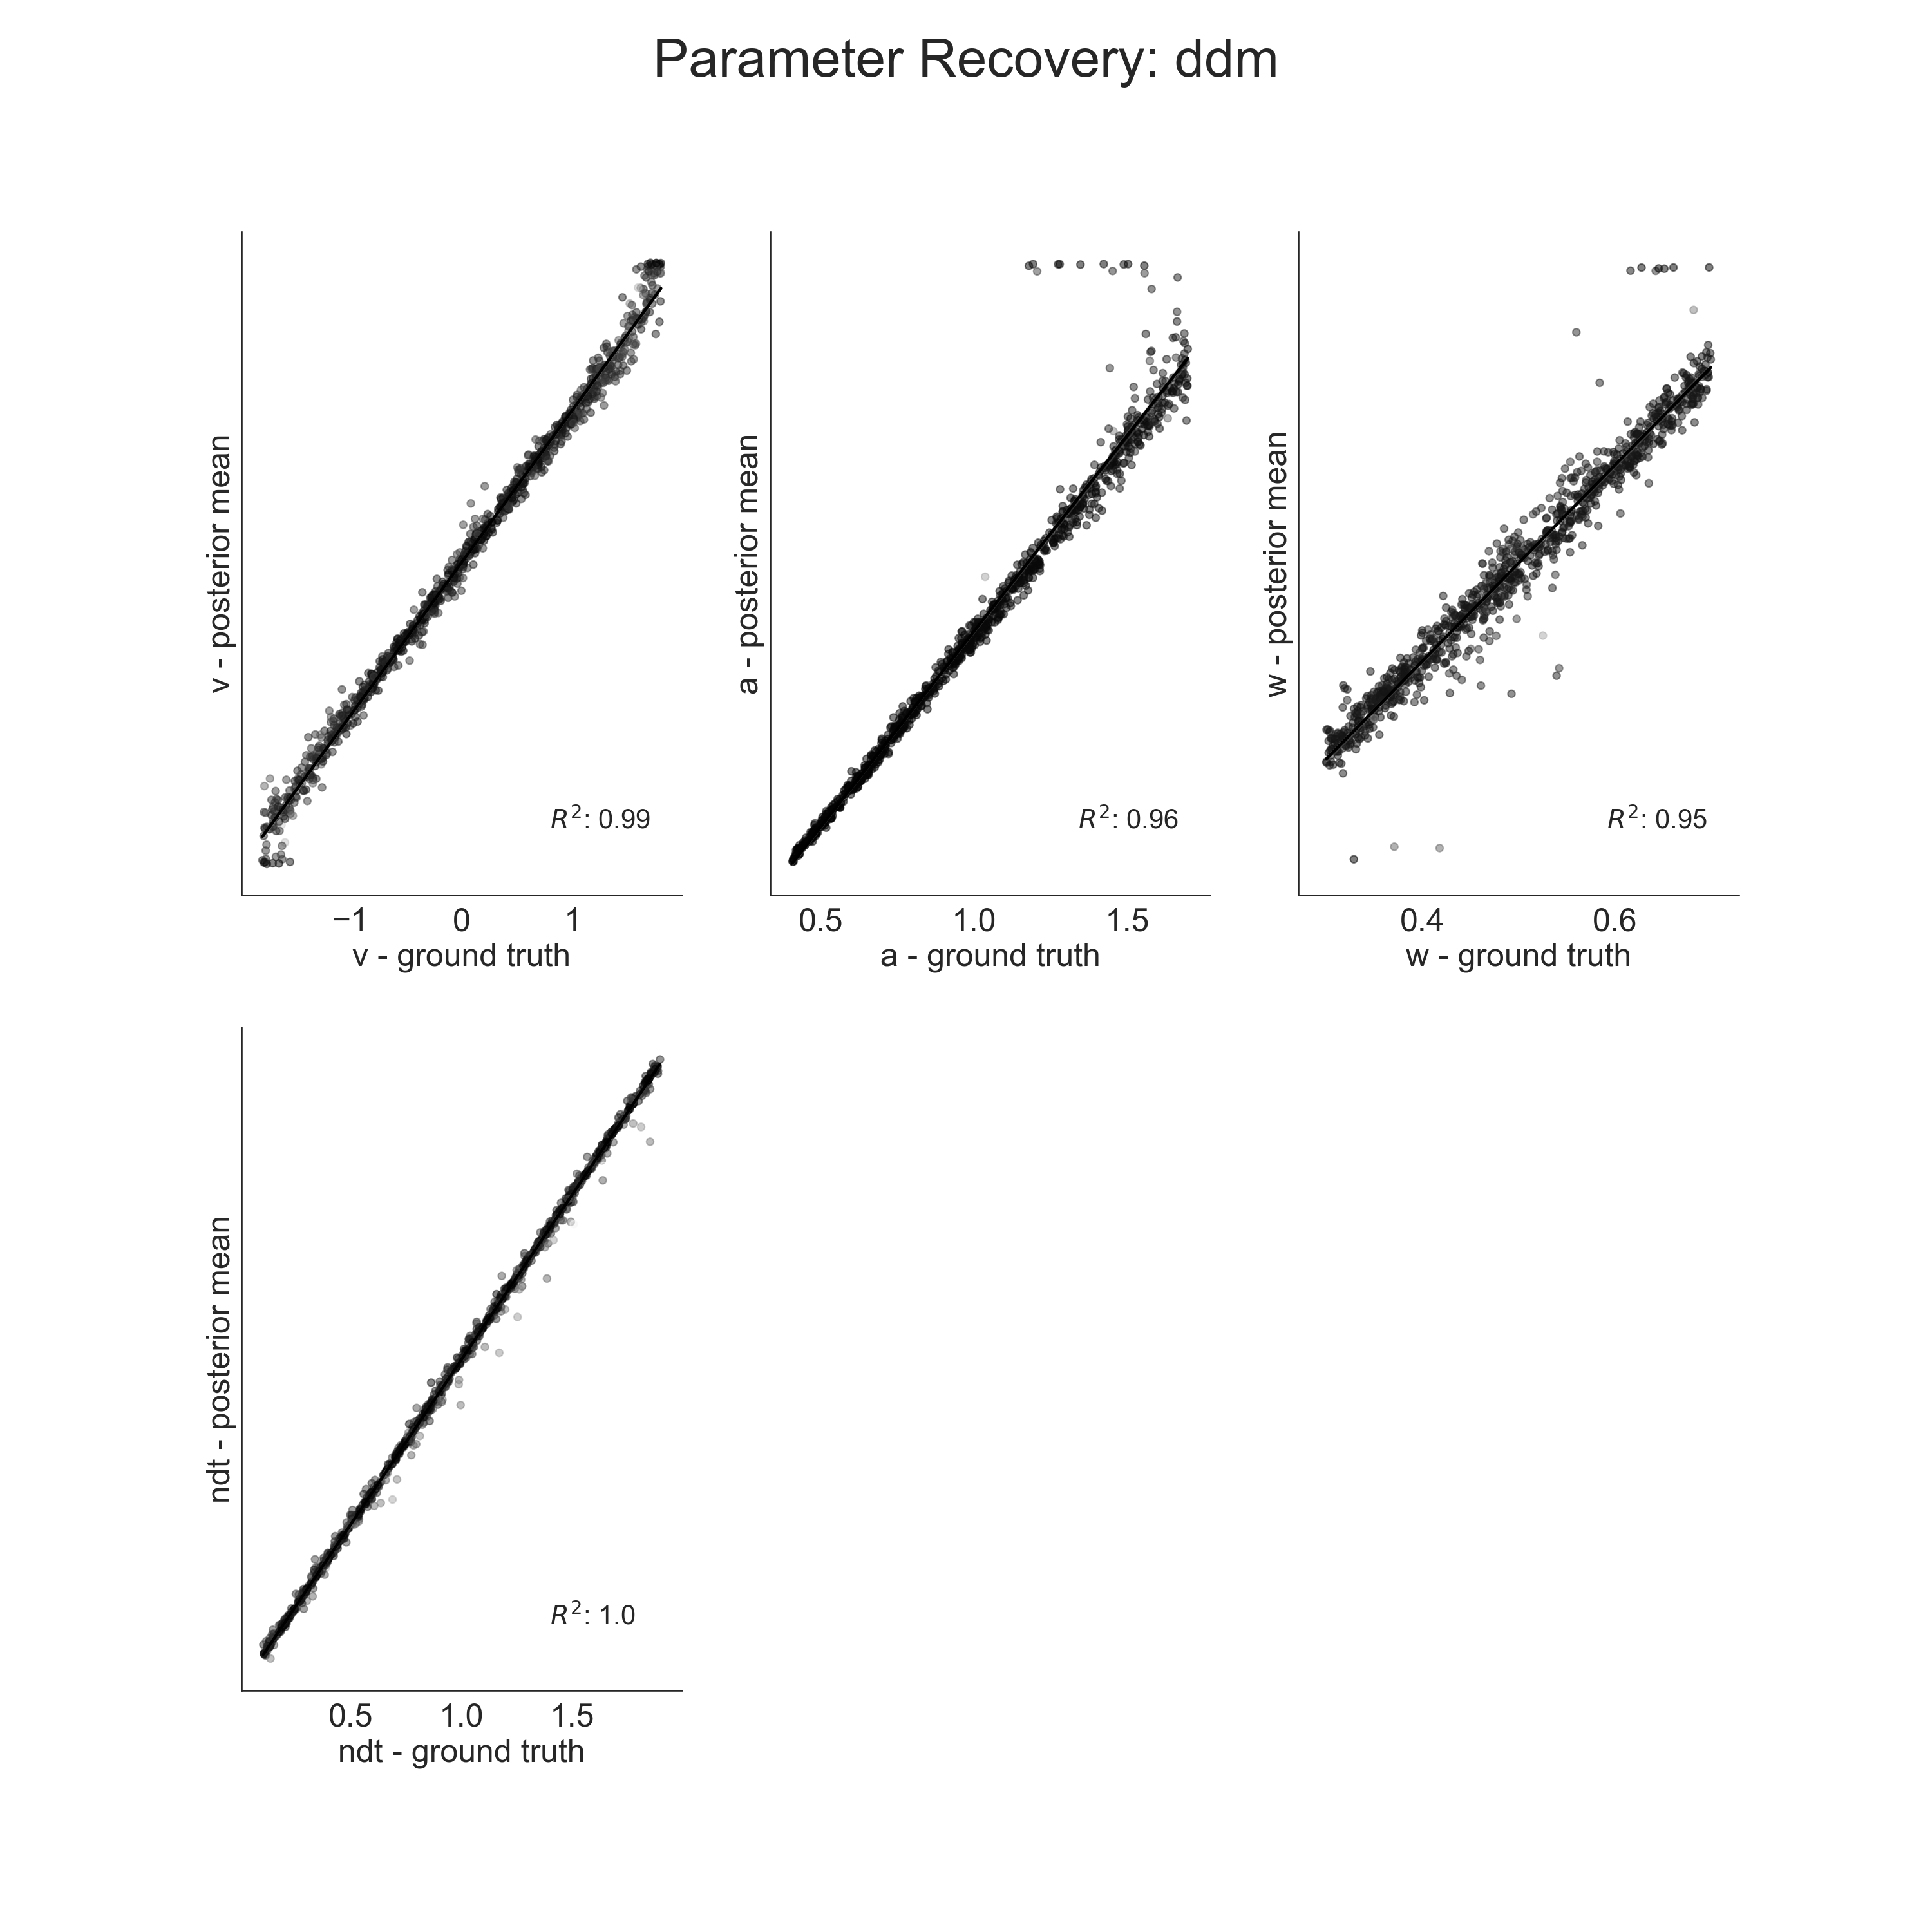 Parameter Recovery: ddm
v - posterior mean
R²: 0.99
−1 0 1
v - ground truth
a - posterior mean
R²: 0.96
0.5 1.0 1.5
a - ground truth
w - posterior mean
R²: 0.95
0.4 0.6
w - ground truth
ndt - posterior mean
R²: 1.0
0.5 1.0 1.5
ndt - ground truth